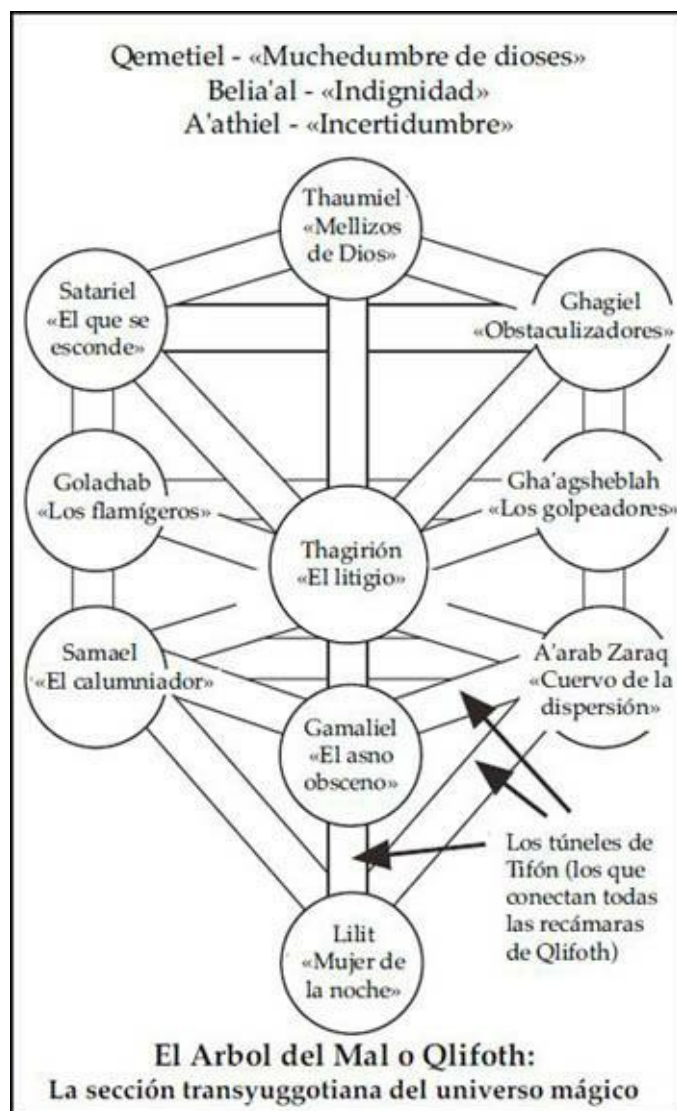 Qemetiel - «Muchedumbre de dioses»
Belia'al - «Indignidad»
A'athiel - «Incertidumbre»
Thaumiel
«Mellizos
de Dios»
Satariel
«El que se
esconde»
Ghagiel
«Obstaculizadores»
Golachab
«Los flamígeros»
Gha'agsheblah
«Los golpeadores»
Thagirión
«El litigio»
Samael
«El calumniador»
A'arab Zaraq
«Cuervo de la
dispersión»
Gamaliel
«El asno
obsceno»
Los túneles de
Tifón (los que
conectan todas
las recámaras
de Qlifoth)
Lilit
«Mujer de
la noche»
El Arbol del Mal o Qlifoth:
La sección transyuggotiana del universo mágico